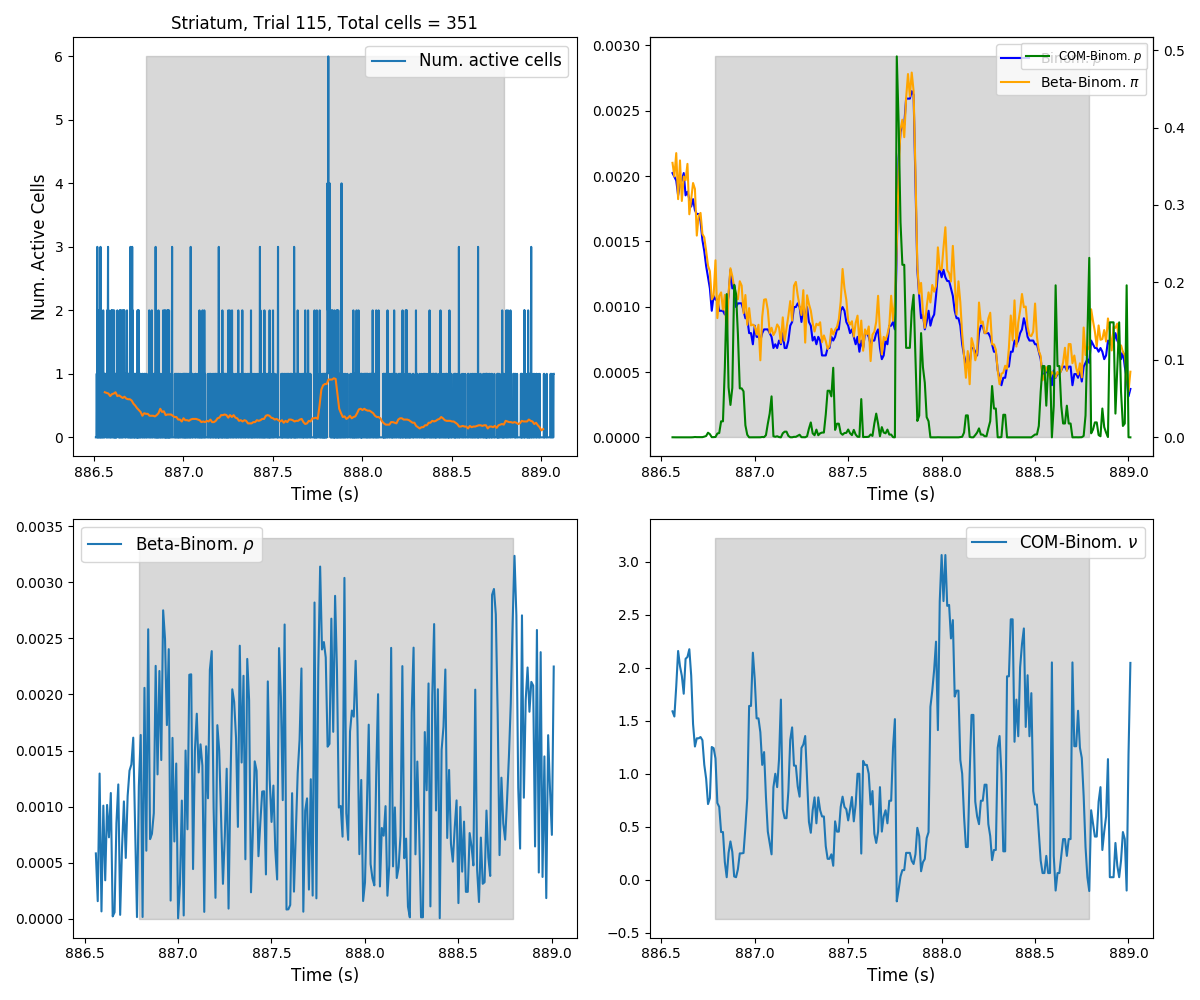 Striatum, Trial 115, Total cells = 351
Num. active cells
Num. Active Cells
6
5
4
3
2
1
0
886.5 887.0 887.5 888.0 888.5 889.0
Time (s)
COM-Binom. p
Beta-Binom. π
0.0030
0.0025
0.0020
0.0015
0.0010
0.0005
0.0000
0.5
0.4
0.3
0.2
0.1
0.0
886.5 887.0 887.5 888.0 888.5 889.0
Time (s)
Beta-Binom. ρ
0.0035
0.0030
0.0025
0.0020
0.0015
0.0010
0.0005
0.0000
886.5 887.0 887.5 888.0 888.5 889.0
Time (s)
COM-Binom. ν
3.0
2.5
2.0
1.5
1.0
0.5
0.0
−0.5
886.5 887.0 887.5 888.0 888.5 889.0
Time (s)